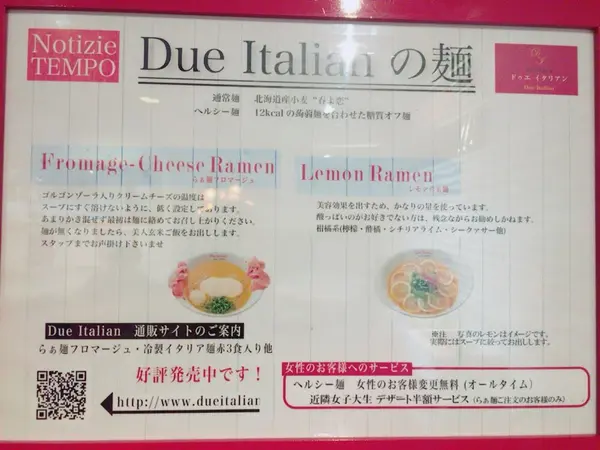 Notizie
TEMPO
Due Italian の麺
ドゥエ イタリアン
Due Italian
通常麺 北海道産小麦 "春よ恋"
ヘルシー麺 12kcalの蒟蒻麺を合わせた糖質オフ麺
Fromage-Cheese Ramen
らぁ麺フロマージュ
ゴルゴンゾーラ入りクリームチーズの温度は
スープにすぐ溶けないように、低く設定しております。
あまりかき混ぜず最初は麺に絡めてお召し上がりください。
麺が無くなりましたら、美人玄米ご飯をお出しします。
スタッフまでお声掛け下さいませ
Lemon Ramen
美容効果を出すため、かなりの量を使っています。
酸っぱいのがお好きでない方は、残念ながらお勧めしかねます。
柑橘系(檸檬・酢橘・シチリアライム・シークァサー麺)
※注 写真のレモンはイメージです。
実際にはスープに絞ってお出しします。
Due Italian 通販サイトのご案内
らぁ麺フロマージュ・冷製イタリア麺赤3食入り他
好評発売中です！
http://www.dueitalian
女性のお客様へのサービス
ヘルシー麺 女性のお客様変更無料 (オールタイム)
近隣女子大生 デザート半額サービス (らぁ麺ご注文のお客様のみ)